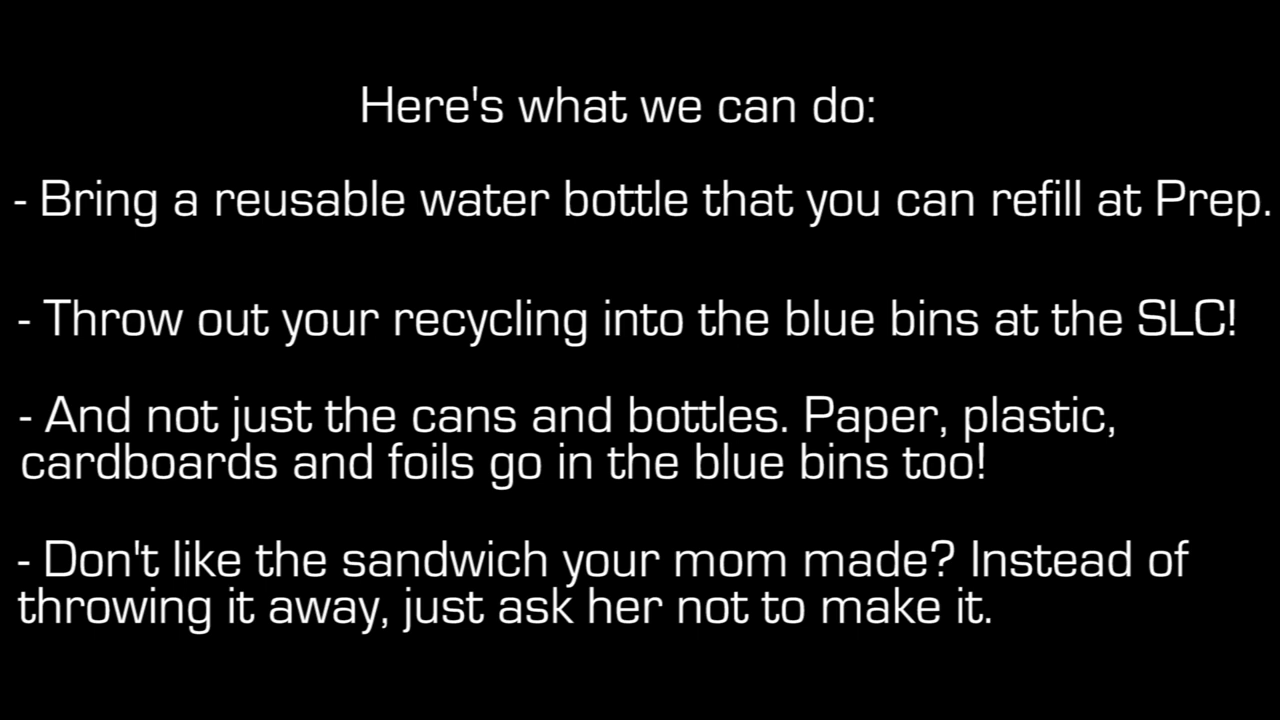 Here's what we can do:
- Bring a reusable water bottle that you can refill at Prep.
- Throw out your recycling into the blue bins at the SLC!
- And not just the cans and bottles. Paper, plastic,
cardboards and foils go in the blue bins too!
- Don't like the sandwich your mom made? Instead of
throwing it away, just ask her not to make it.